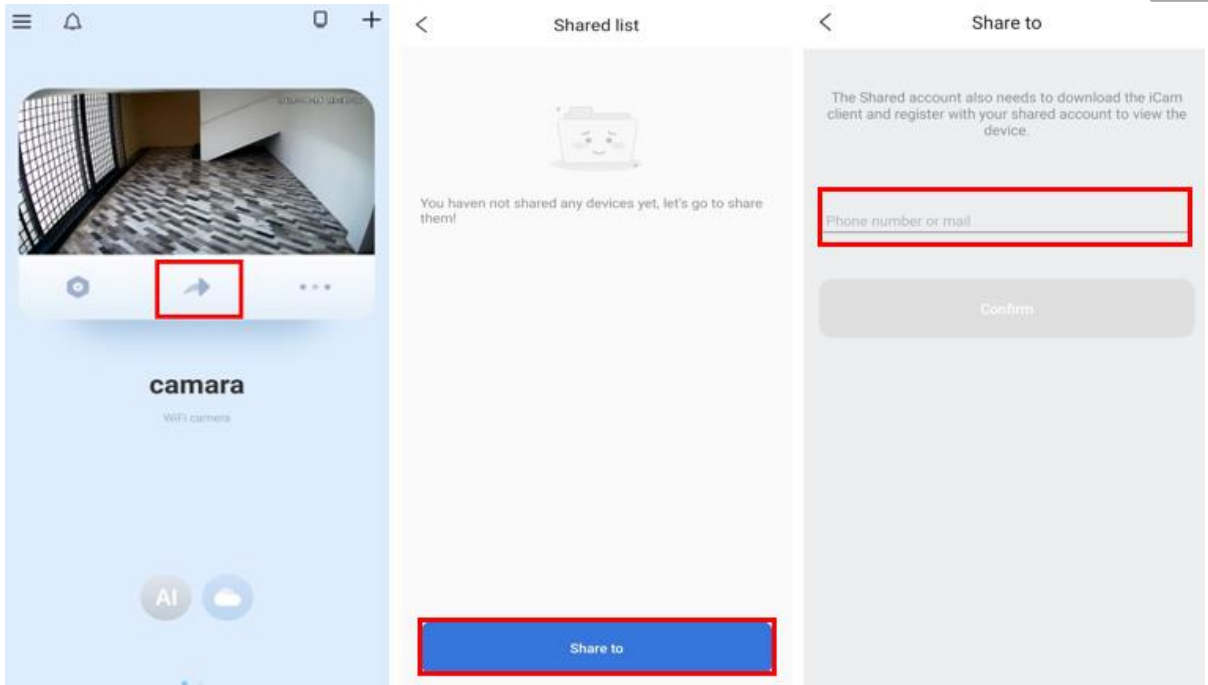 Shared list
Share to
The Shared account also needs to download the iCam
client and register with your shared account to view the
device.
You haven not shared any devices yet, let's go to share
them!
Phone number or mail
Confirm
camara
WiFi camera
AI
Share to